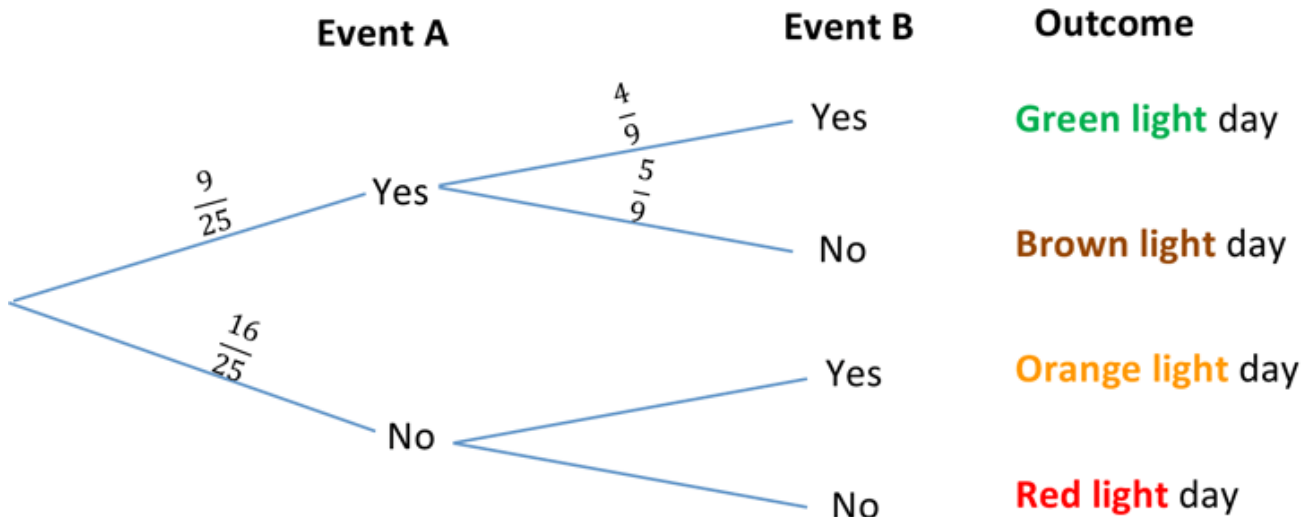 Event A Event B Outcome
4/9 Yes Green light day
9/25 Yes 5/9
No Brown light day
16/25 Yes Orange light day
No
No Red light day